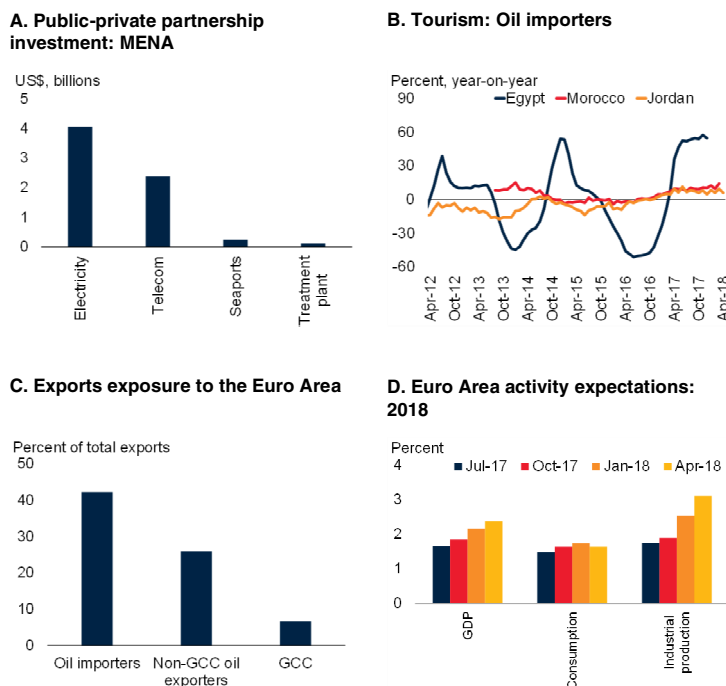 A. Public-private partnership
investment: MENA
US$, billions
5
4
3
2
1
0
Electricity
Telecom
Seaports
Treatment
plant
B. Tourism: Oil importers
Percent, year-on-year
90
Egypt Morocco Jordan
60
30
0
-30
-60
Apr-12
Oct-12
Apr-13
Oct-13
Apr-14
Oct-14
Apr-15
Oct-15
Apr-16
Oct-16
Apr-17
Oct-17
Apr-18
C. Exports exposure to the Euro Area
Percent of total exports
50
40
30
20
10
0
Oil importers
Non-GCC oil
exporters
GCC
D. Euro Area activity expectations:
2018
Percent
4
Jul-17 Oct-17 Jan-18 Apr-18
3
2
1
0
GDP
Consumption
Industrial
production